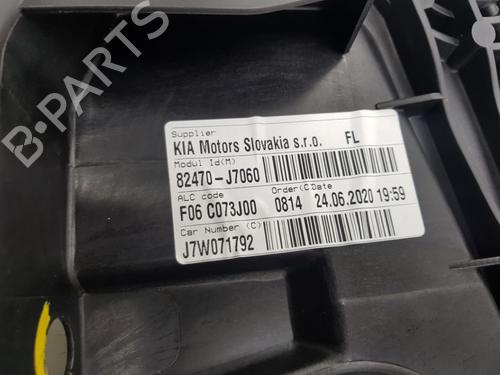 B-PARTS
Supplier
KIA Motors Slovakia s.r.o. FL
Modul Id(M)
82470-J7060
ALC code Order(C)Date
F06 C073J00 0814 24.06.2020 19:59
Car Number (C)
J7W071792